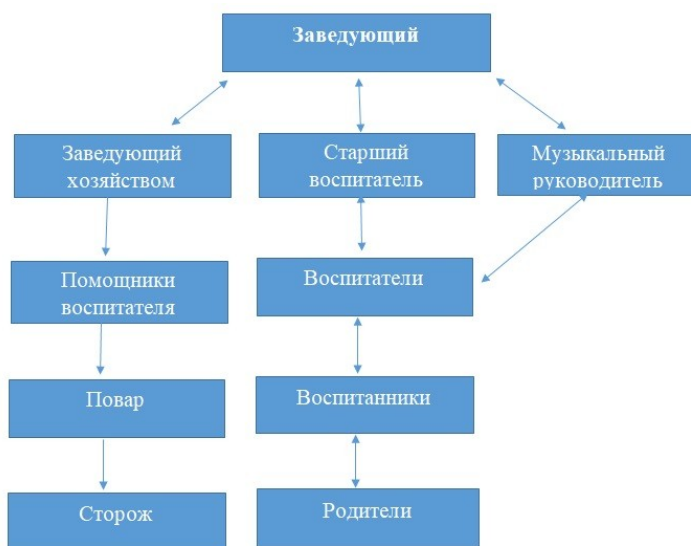 Заведующий
Заведующий
хозяйством
Старший
воспитатель
Музыкальный
руководитель
Помощники
воспитателя
Воспитатели
Повар
Воспитанники
Сторож
Родители